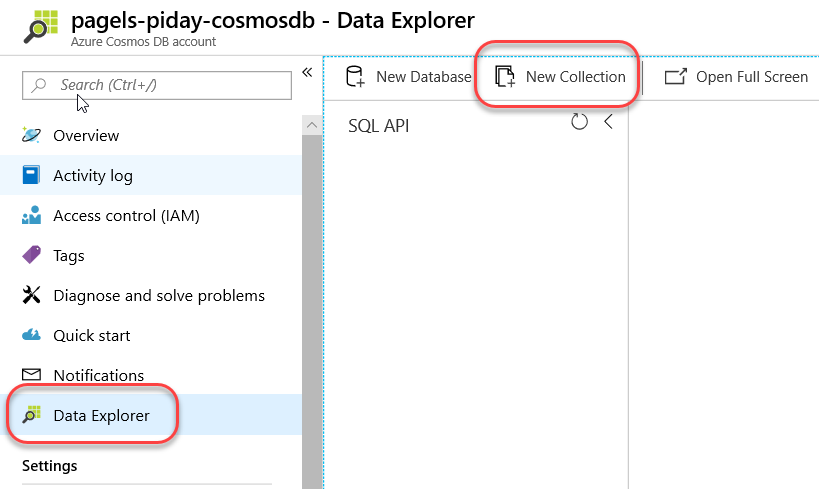 pagels-piday-cosmosdb - Data Explorer
Azure Cosmos DB account
Search (Ctrl+/)
«
Overview
Activity log
Access control (IAM)
Tags
Diagnose and solve problems
Quick start
Notifications
Data Explorer
Settings
New Database
New Collection
Open Full Screen
SQL API